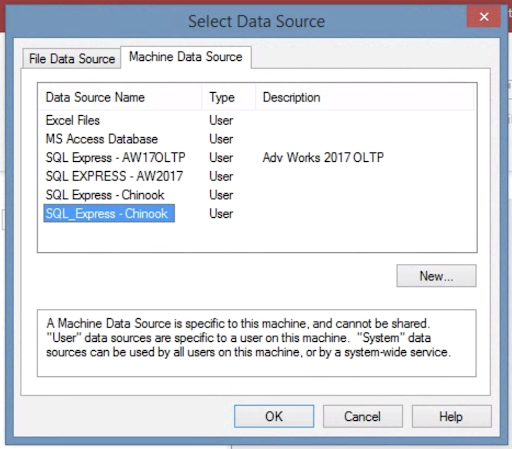 Select Data Source
File Data Source Machine Data Source
Data Source Name Type Description
Excel Files User
MS Access Database User
SQL Express - AW17OLTP User Adv Works 2017 OLTP
SQL EXPRESS - AW2017 User
SQL Express - Chinook User
SQL_Express - Chinook User
New...
A Machine Data Source is specific to this machine, and cannot be shared.
"User" data sources are specific to a user on this machine. "System" data
sources can be used by all users on this machine, or by a system-wide service.
OK Cancel Help